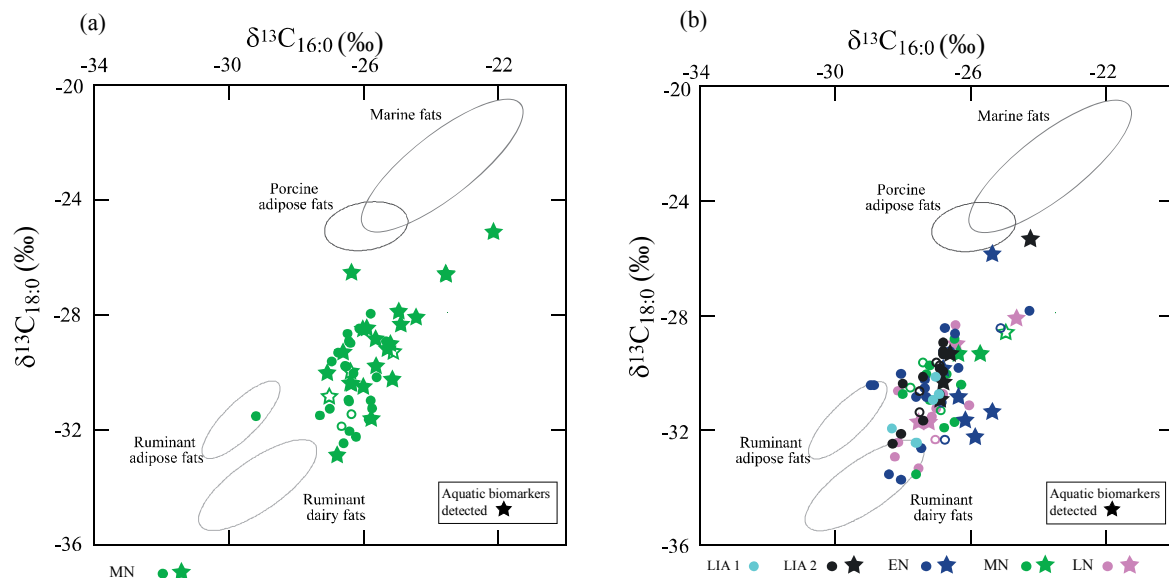 (a)
δ¹³C₁₆:₀ (‰)
-34 -30 -26 -22
-20
-24
-28
-32
-36
δ¹³C₁₈:₀ (‰)
Marine fats
Porcine
adipose fats
Ruminant
adipose fats
Ruminant
dairy fats
Aquatic biomarkers
detected
MN
(b)
δ¹³C₁₆:₀ (‰)
-34 -30 -26 -22
-20
-24
-28
-32
-36
δ¹³C₁₈:₀ (‰)
Marine fats
Porcine
adipose fats
Ruminant
adipose fats
Ruminant
dairy fats
Aquatic biomarkers
detected
LIA 1 LIA 2 EN MN LN